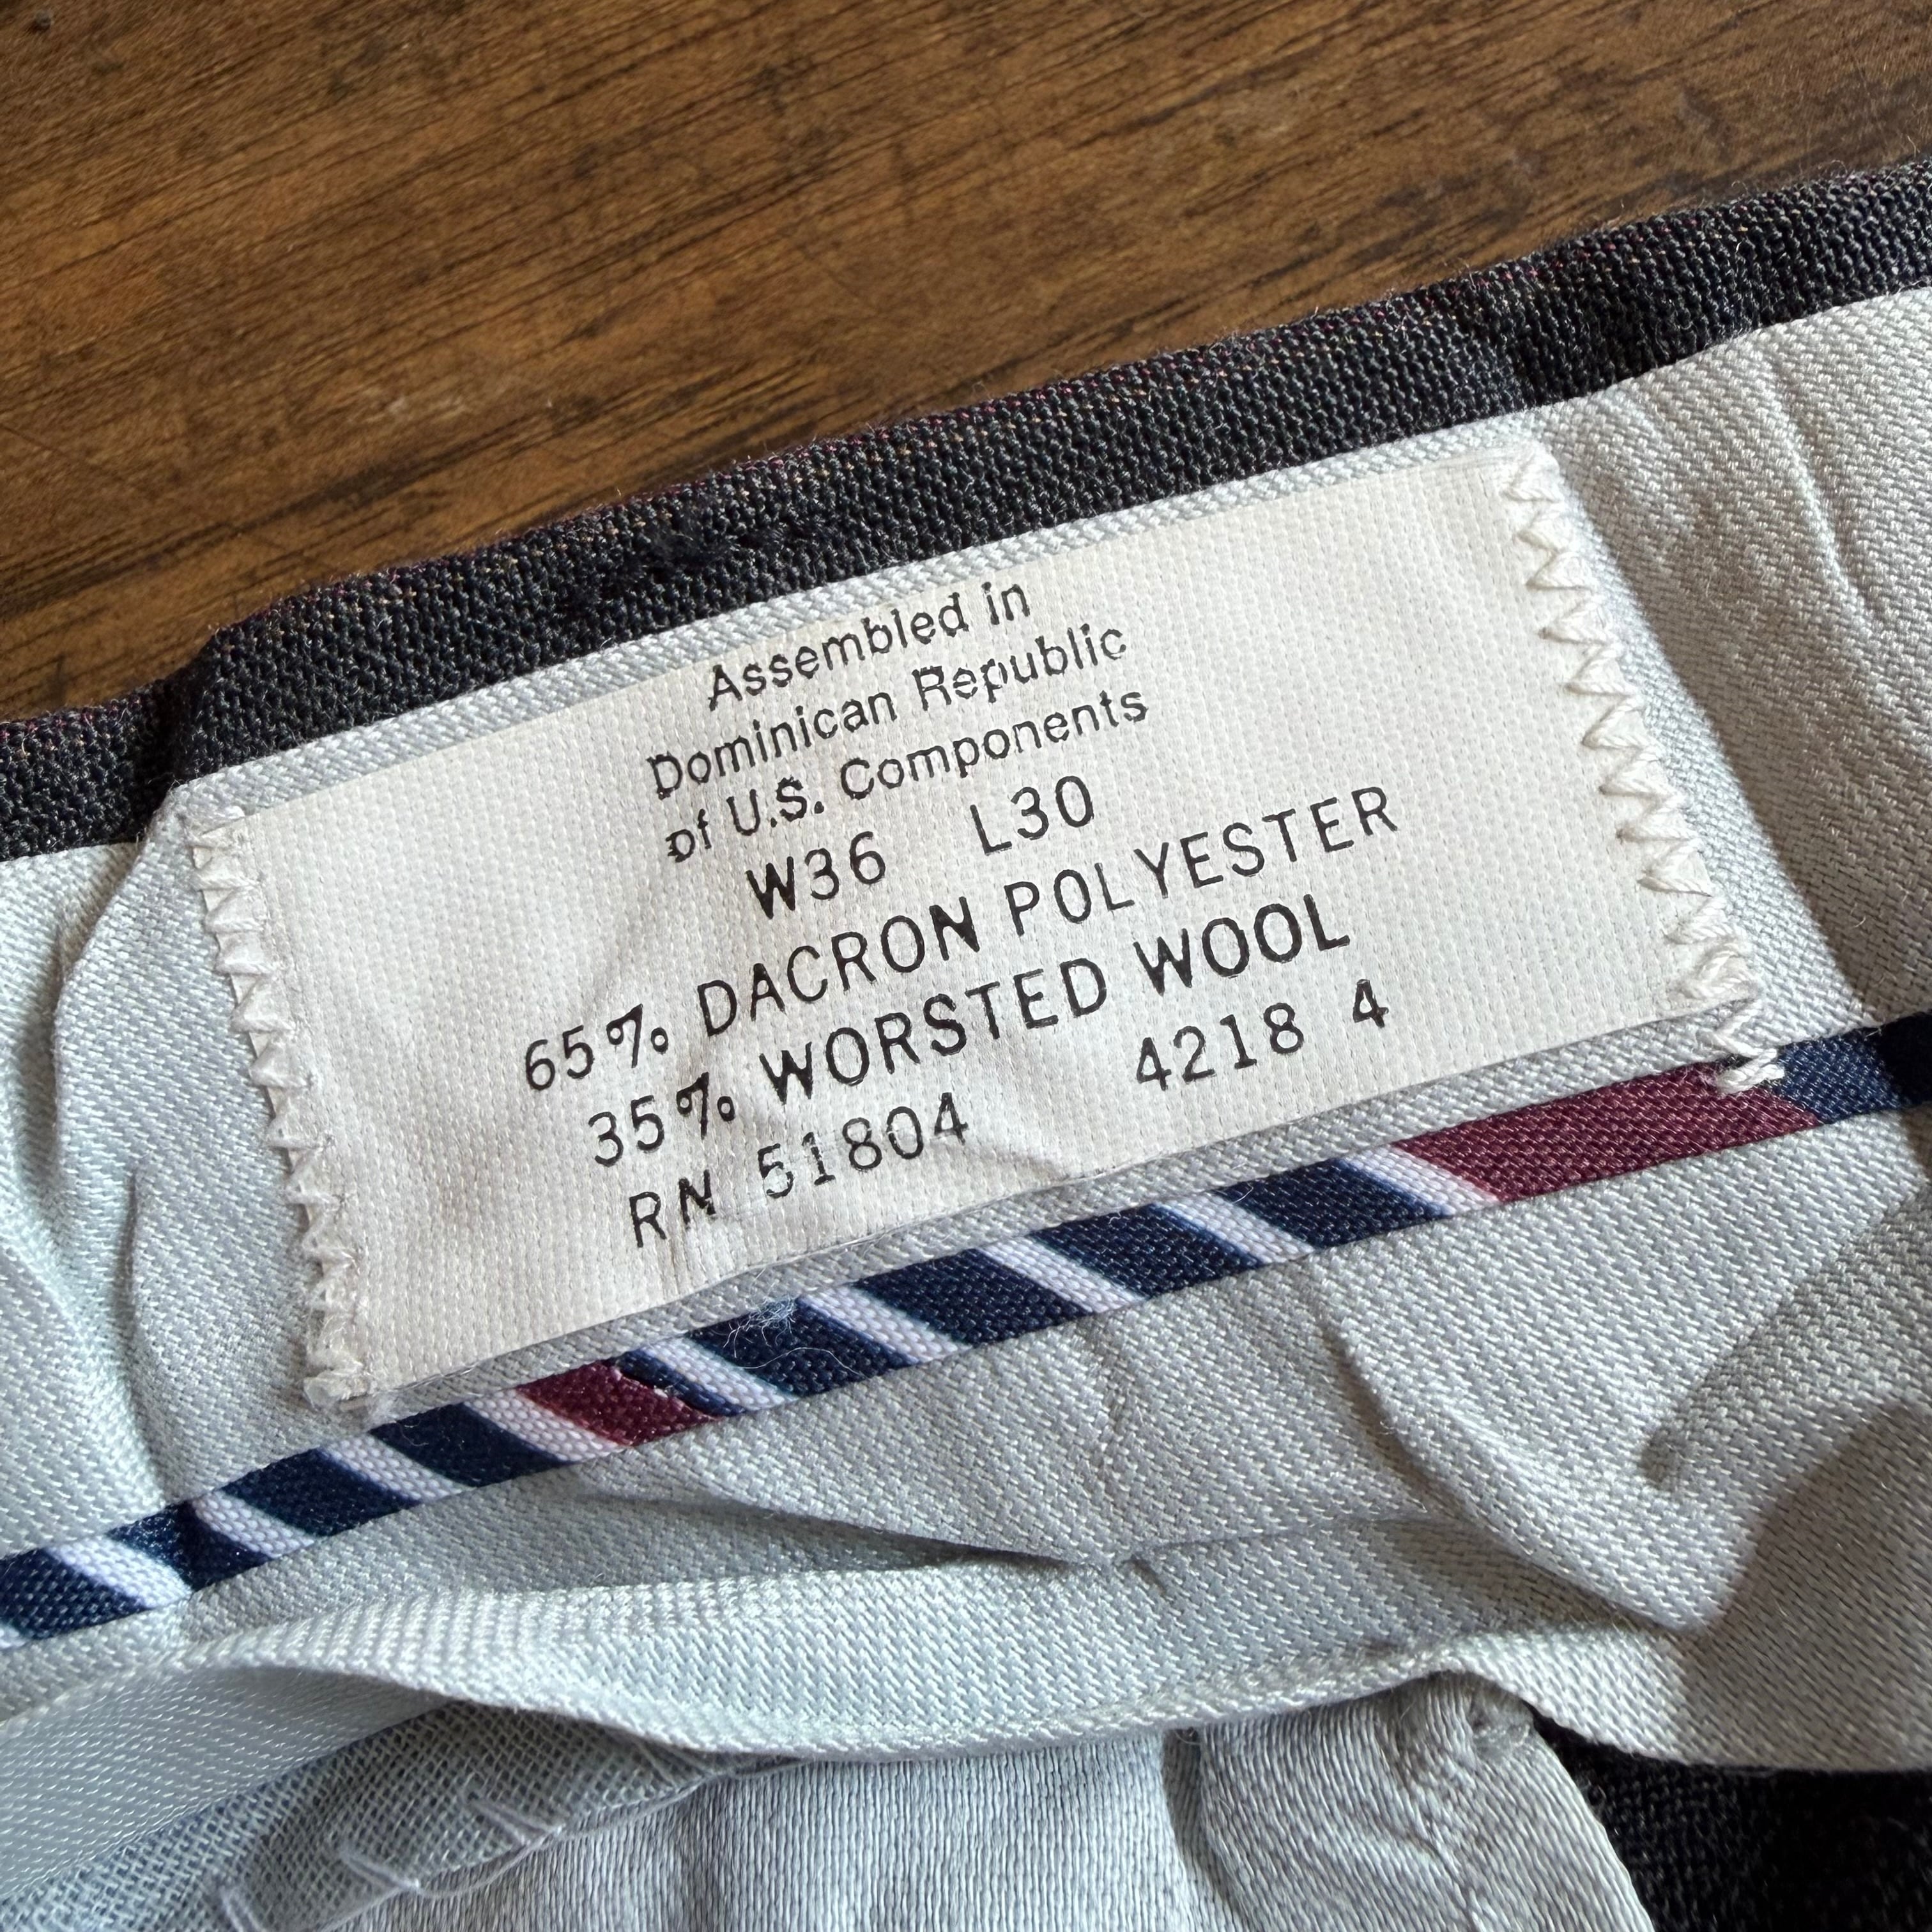 Assembled in
Dominican Republic
of U.S. Components
W36 L30
65% DACRON POLYESTER
35% WORSTED WOOL
RN 51804 4218 4